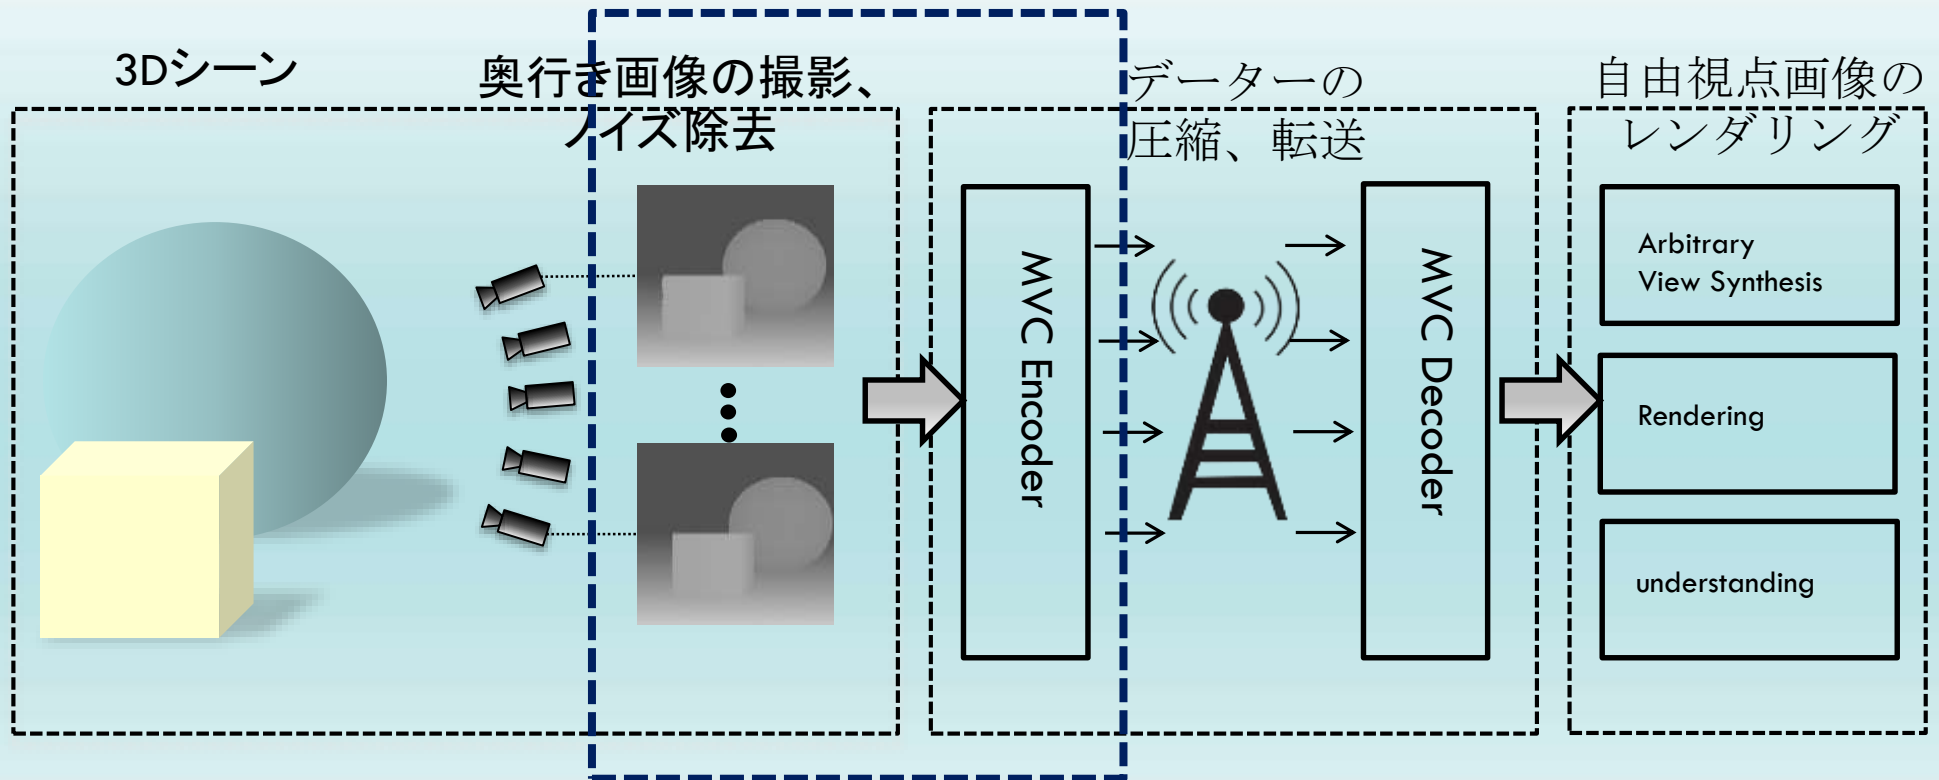 3Dシーン
奥行き画像の撮影、
ノイズ除去
データーの
圧縮、転送
自由視点画像の
レンダリング
MVC Encoder
MVC Decoder
Arbitrary
View Synthesis
Rendering
understanding